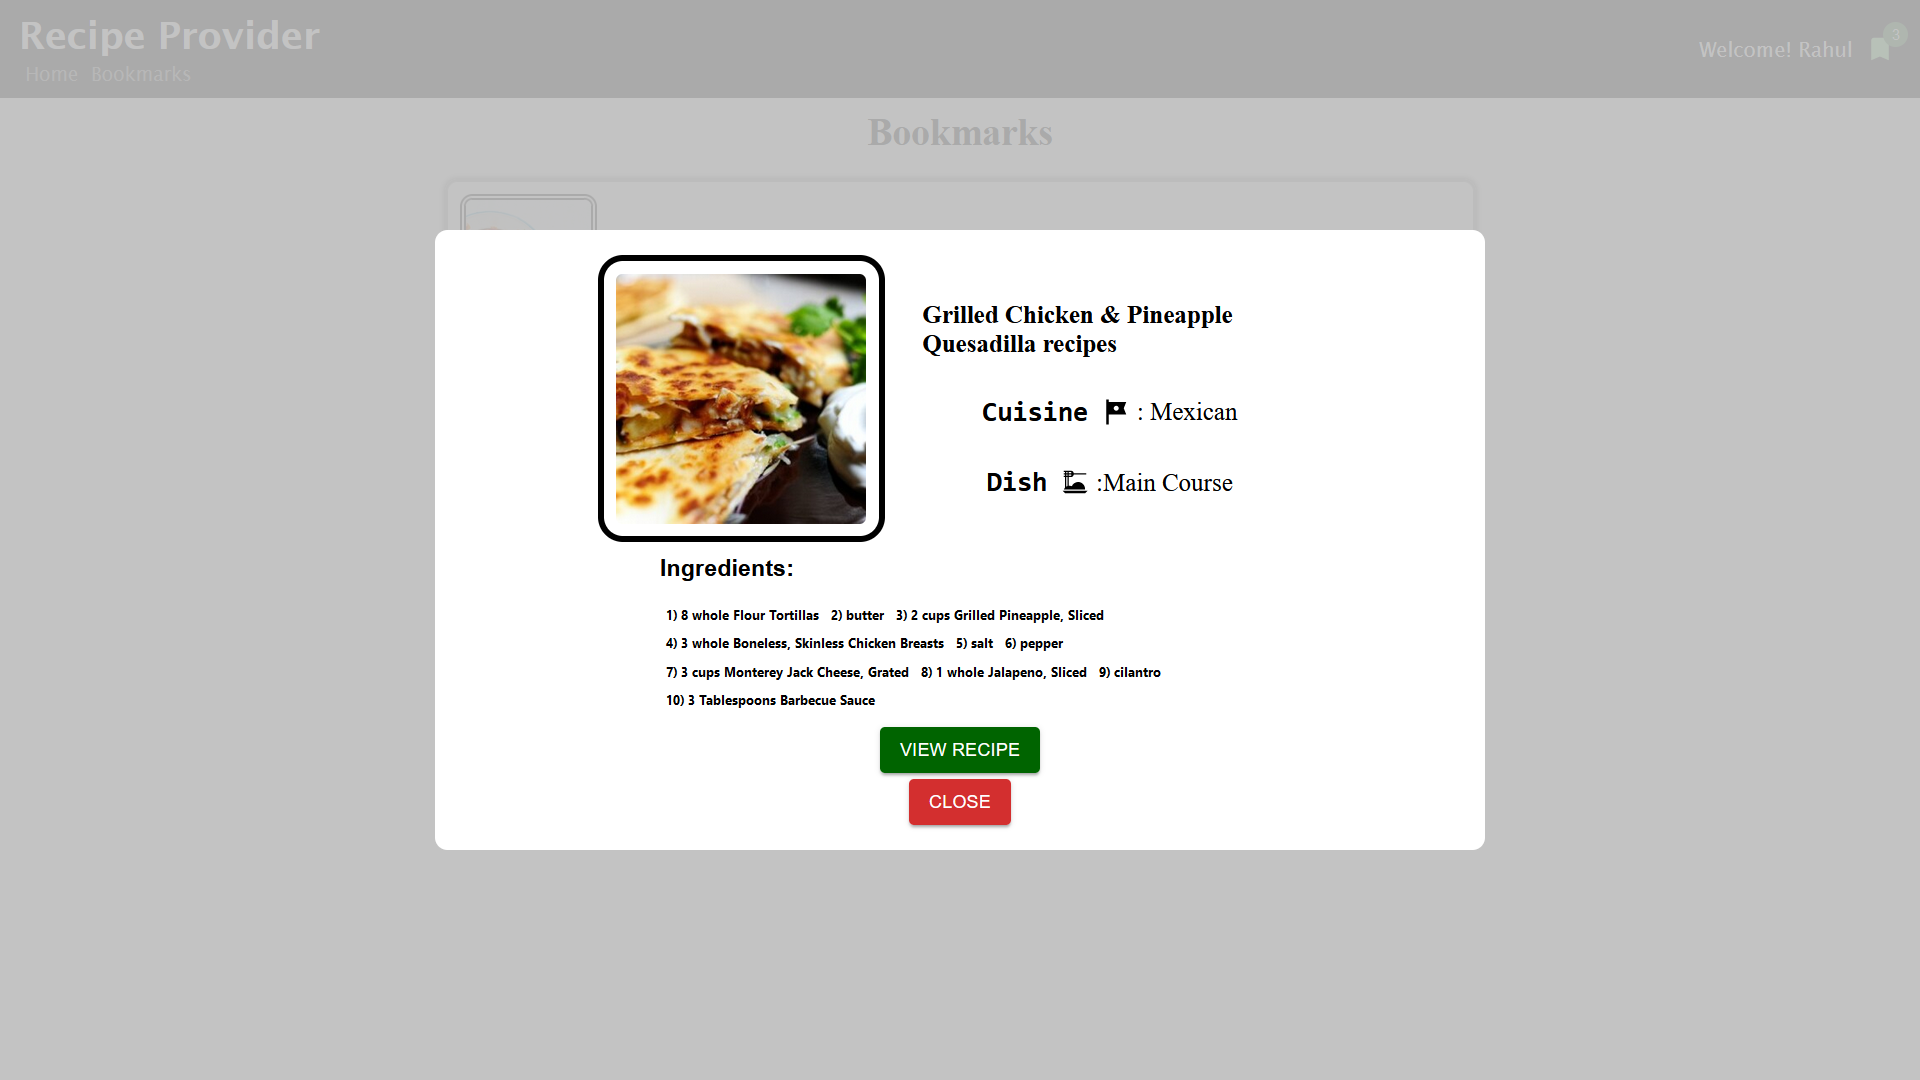 Recipe Provider
Home Bookmarks
Welcome! Rahul
3
Bookmarks
Grilled Chicken & Pineapple
Quesadilla recipes
Cuisine : Mexican
Dish :Main Course
Ingredients:
1) 8 whole Flour Tortillas 2) butter 3) 2 cups Grilled Pineapple, Sliced
4) 3 whole Boneless, Skinless Chicken Breasts 5) salt 6) pepper
7) 3 cups Monterey Jack Cheese, Grated 8) 1 whole Jalapeno, Sliced 9) cilantro
10) 3 Tablespoons Barbecue Sauce
VIEW RECIPE
CLOSE